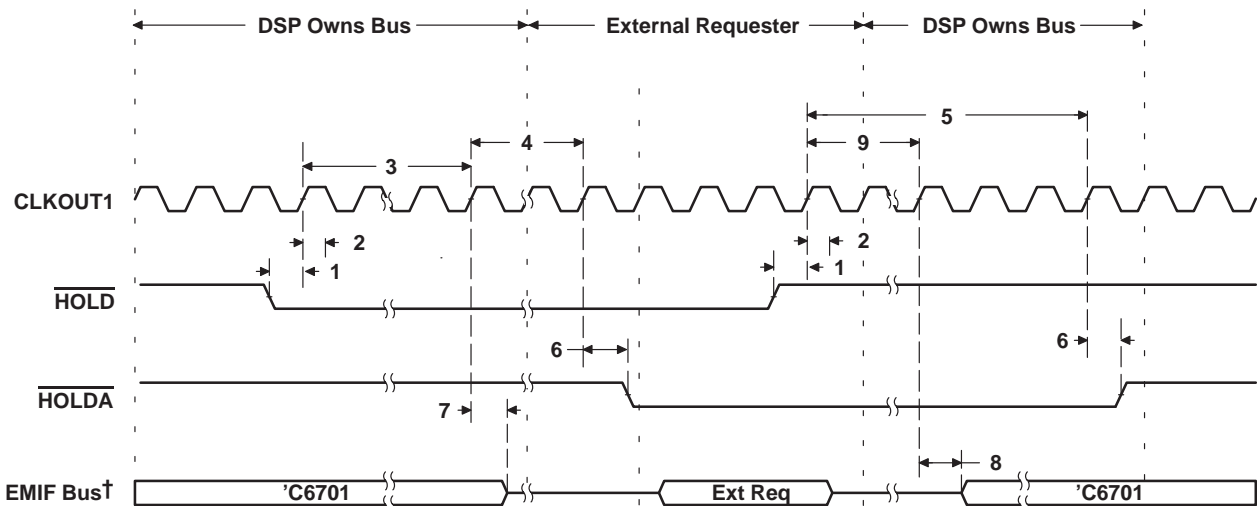 DSP Owns Bus External Requester DSP Owns Bus
5
4 9
3
CLKOUT1
2 2
1 1
HOLD
6 6
HOLDA
7
8
EMIF Bus† 'C6701 Ext Req 'C6701